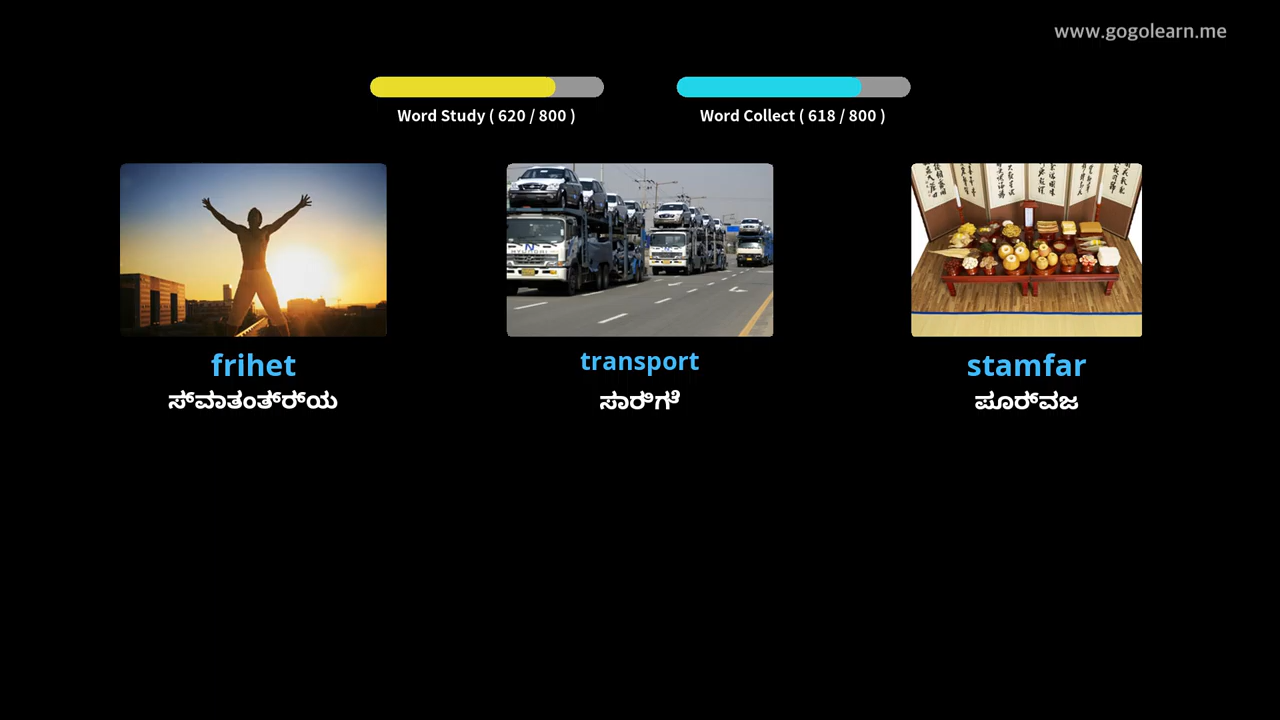 www.gogolearn.me
Word Study ( 620 / 800 )
Word Collect ( 618 / 800 )
frihet
transport
stamfar
ಸ್ವಾತಂತ್ರ್ಯ
ಸಾರಿಗೆ
ಪೂರ್ವಜ